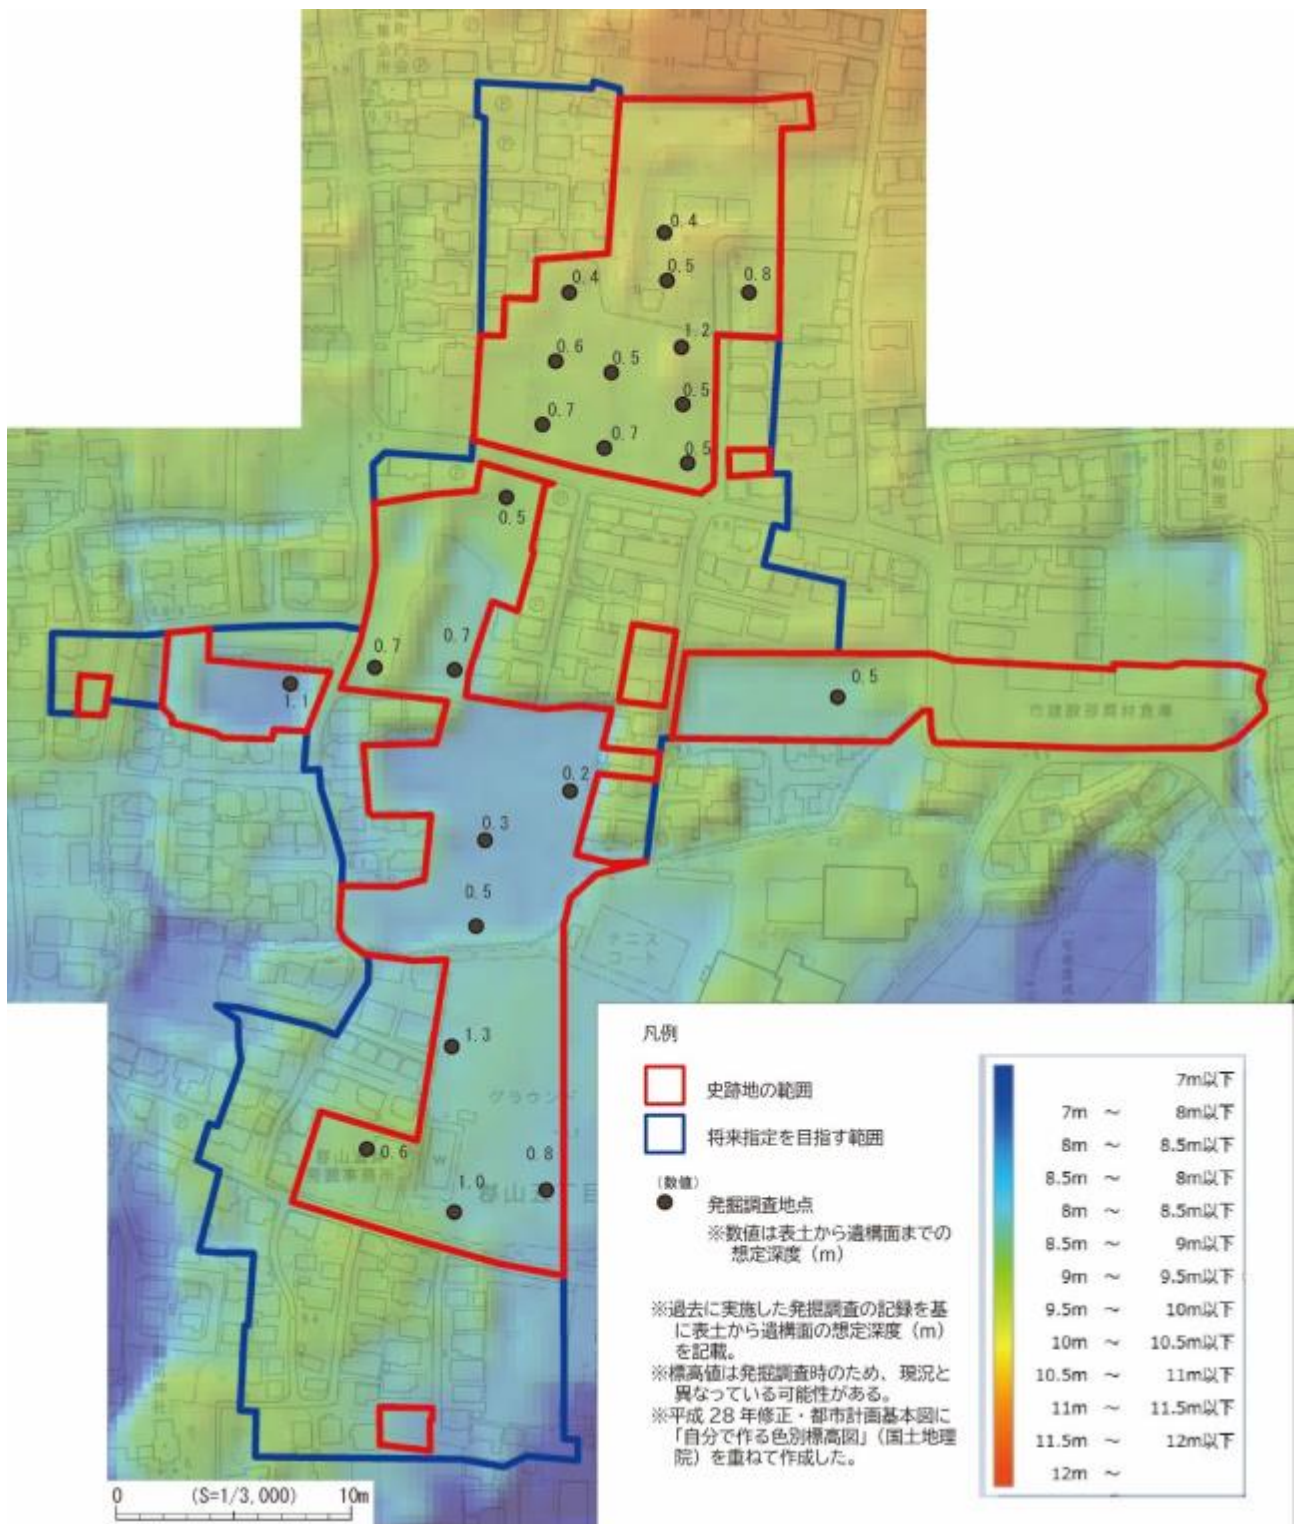 0.4
0.5
0.4
0.8
1.2
0.6
0.5
0.5
0.7
0.7
0.5
0.5
0.7
0.7
1.1
0.5
市建設部資材倉庫
0.2
0.3
0.5
テニス
コート
1.3
グラウンド
0.6
0.8
1.0
凡例
史跡地の範囲
将来指定を目指す範囲
(数値)
発掘調査地点
※数値は表土から遺構面までの
想定深度(m)
※過去に実施した発掘調査の記録を基
に表土から遺構面の想定深度(m)
を記載。
※標高値は発掘調査時のため、現況と
異なっている可能性がある。
※平成 28 年修正・都市計画基本図に
「自分で作る色別標高図」(国土地理
院)を重ねて作成した。
7m以下
7m ～ 8m以下
8m ～ 8.5m以下
8.5m ～ 8m以下
8m ～ 8.5m以下
8.5m ～ 9m以下
9m ～ 9.5m以下
9.5m ～ 10m以下
10m ～ 10.5m以下
10.5m ～ 11m以下
11m ～ 11.5m以下
11.5m ～ 12m以下
12m ～
0 (S=1/3,000) 10m